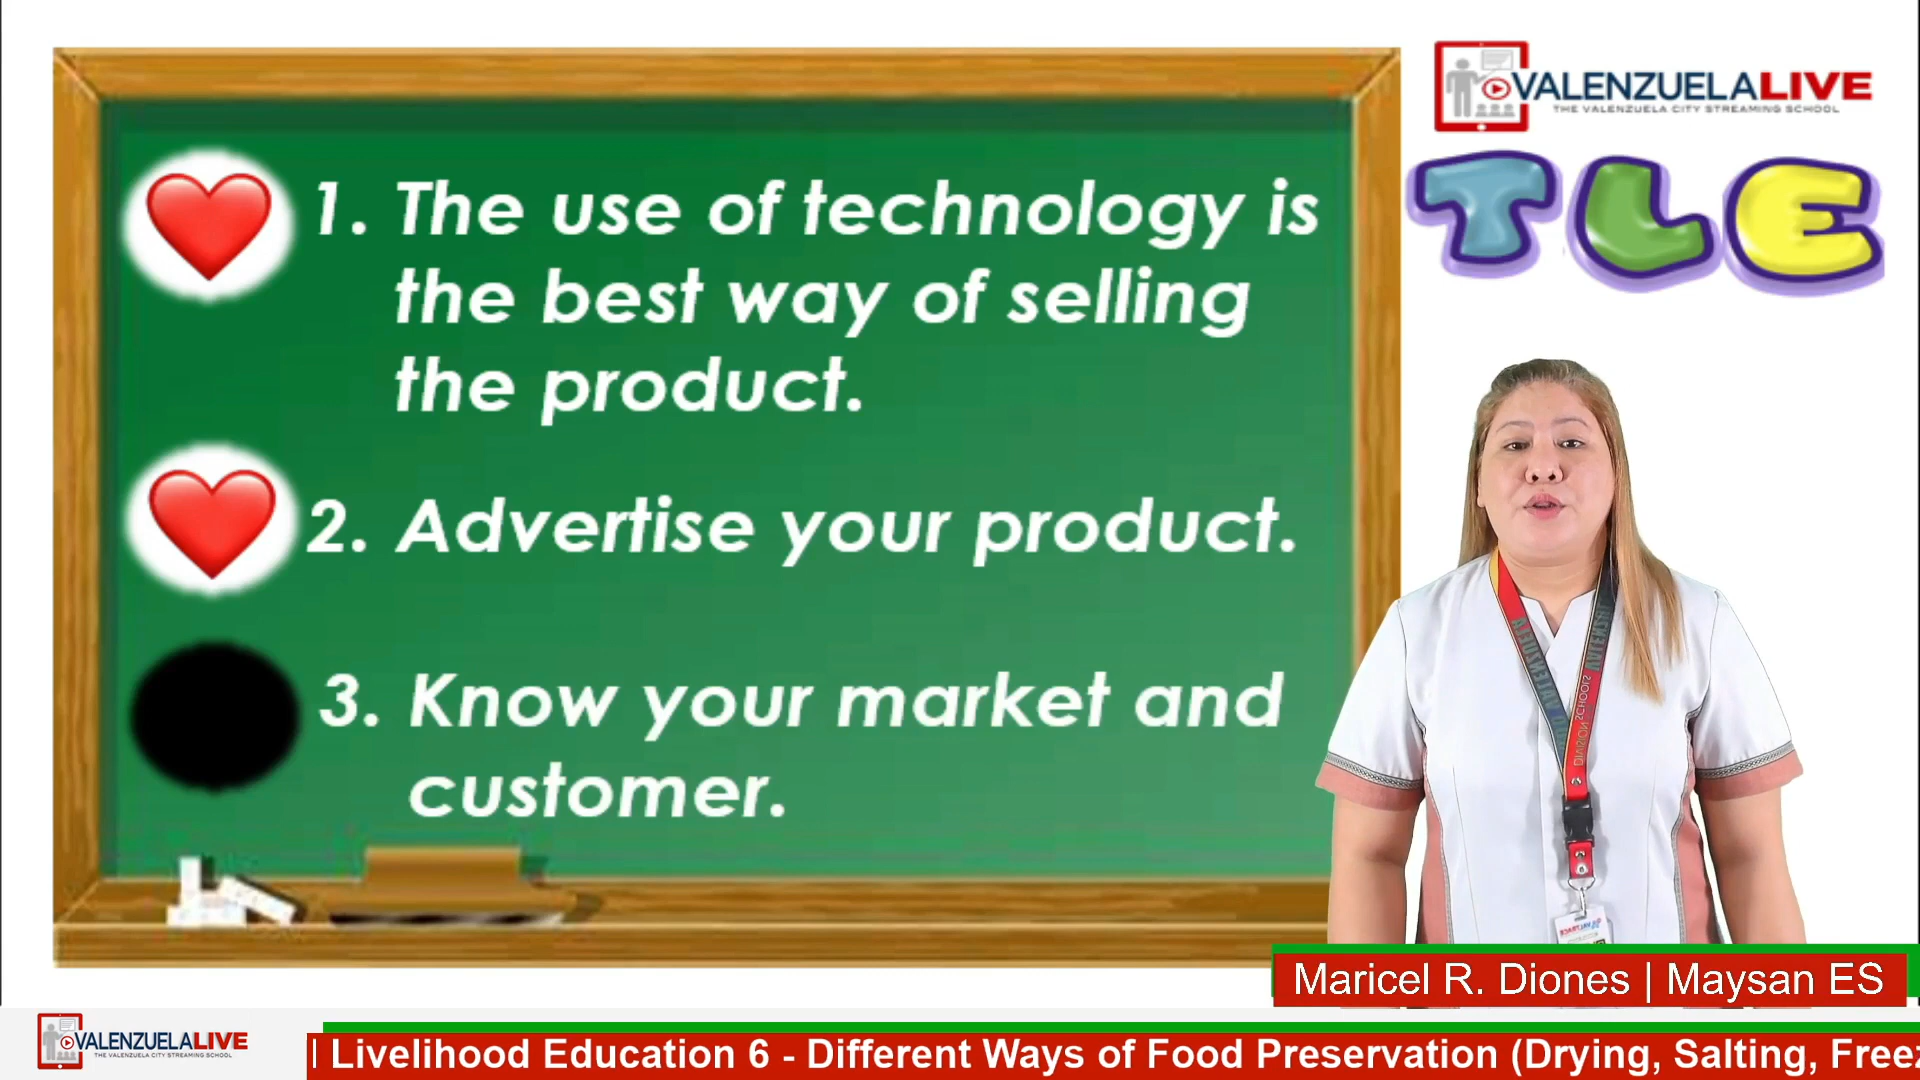 VALENZUELALIVE
THE VALENZUELA CITY STREAMING SCHOOL
TLE
1. The use of technology is
the best way of selling
the product.
2. Advertise your product.
3. Know your market and
customer.
Maricel R. Diones | Maysan ES
VALENZUELALIVE
THE VALENZUELA CITY STREAMING SCHOOL
Livelihood Education 6 - Different Ways of Food Preservation (Drying, Salting, Freez